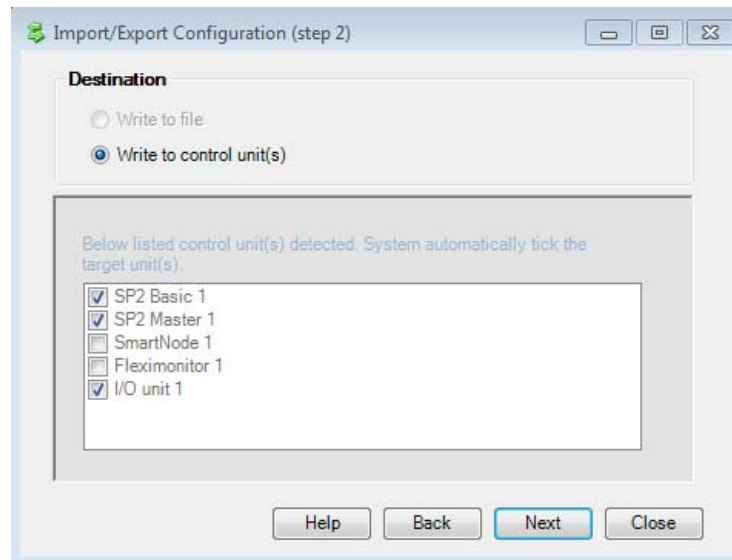 Import/Export Configuration (step 2)
Destination
Write to file
Write to control unit(s)
Below listed control unit(s) detected. System automatically tick the
target unit(s).
SP2 Basic 1
SP2 Master 1
SmartNode 1
Fleximonitor 1
I/O unit 1
Help Back Next Close